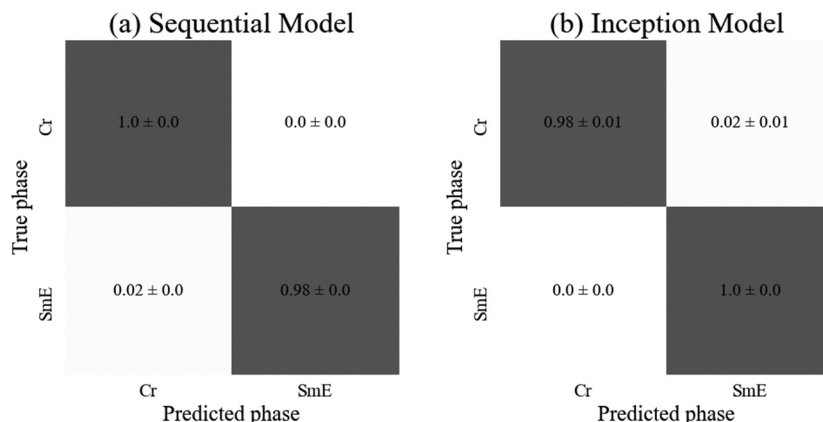 (a) Sequential Model
True phase
Cr
1.0 ± 0.0
0.0 ± 0.0
SmE
0.02 ± 0.0
0.98 ± 0.0
Cr
SmE
Predicted phase
(b) Inception Model
True phase
Cr
0.98 ± 0.01
0.02 ± 0.01
SmE
0.0 ± 0.0
1.0 ± 0.0
Cr
SmE
Predicted phase